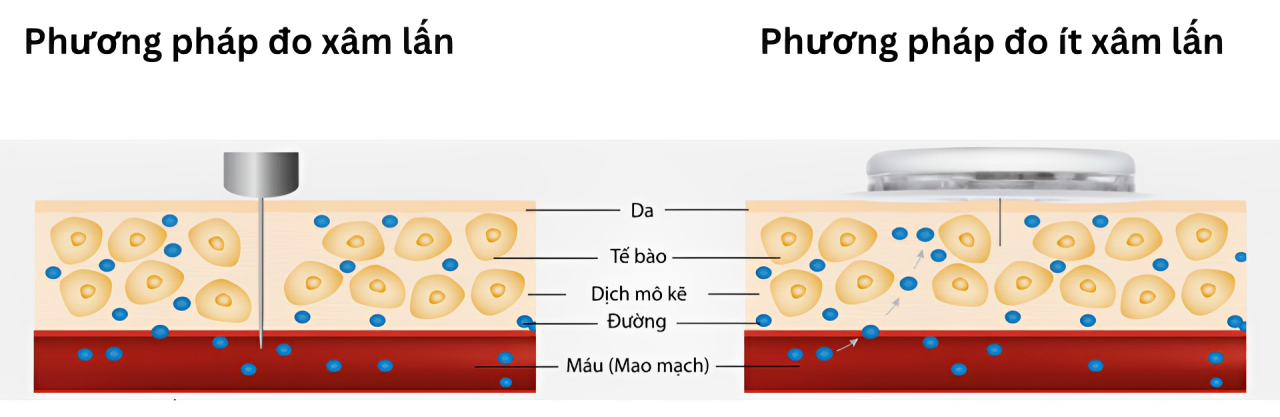 Phương pháp đo xâm lấn
Phương pháp đo ít xâm lấn
Da
Tế bào
Dịch mô kẽ
Đường
Máu (Mao mạch)